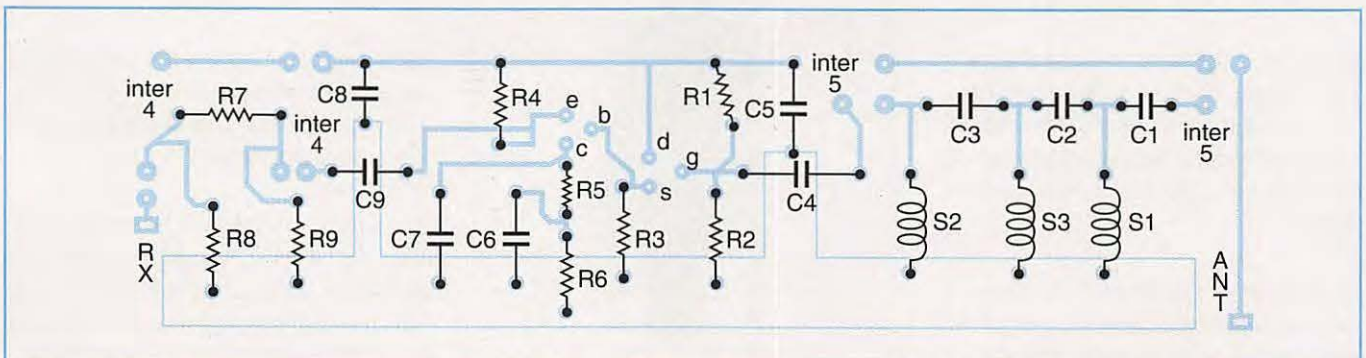 inter
4
R7
inter
4
C8
C9
R4
e
b
c
d
g
s
R1
C5
inter
5
C4
C3
C2
C1
inter
5
R
X
R8
R9
C7
C6
R5
R6
R3
R2
S2
S3
S1
A
N
T